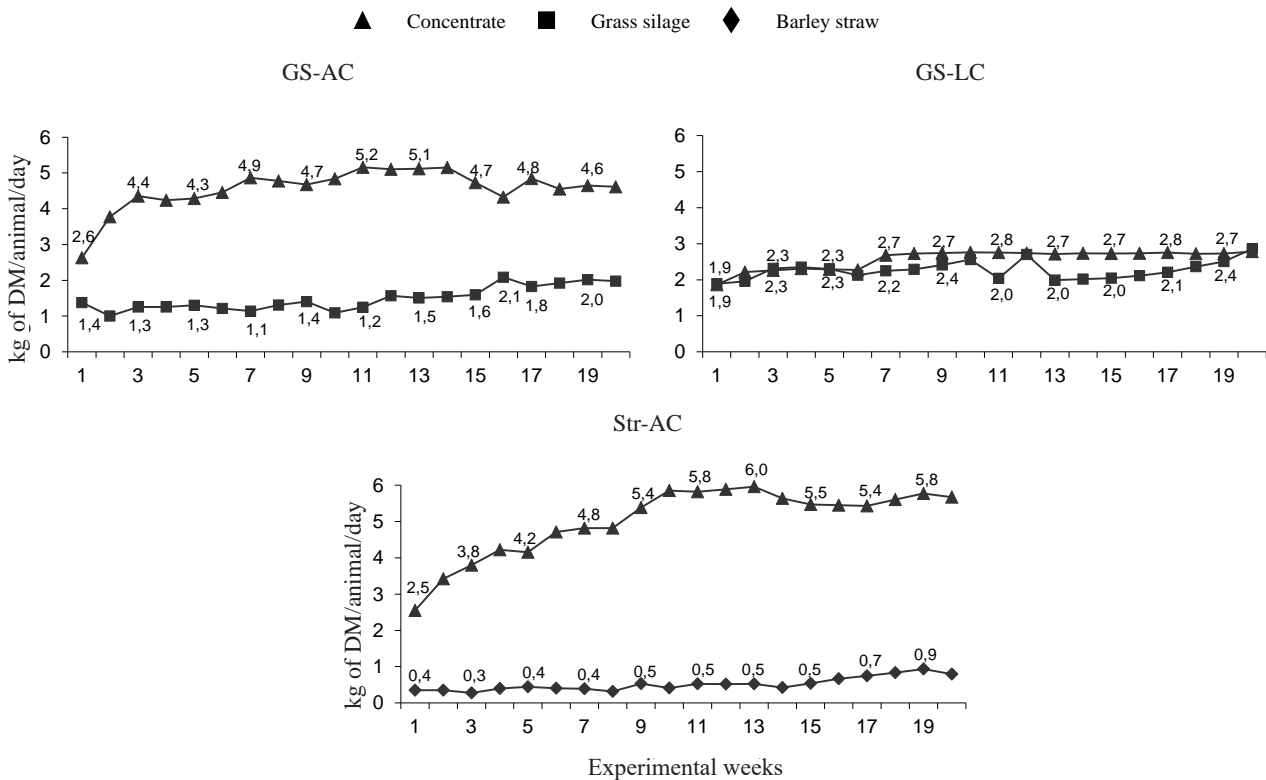 Concentrate Grass silage Barley straw
GS-AC
kg of DM/animal/day
6
5
4
3
2
1
0
2,6 4,4 4,3 4,9 4,7 5,2 5,1 4,7 4,8 4,6
1,4 1,3 1,3 1,1 1,4 1,2 1,5 1,6 2,1 1,8 2,0
1 3 5 7 9 11 13 15 17 19
GS-LC
6
5
4
3
2
1
0
1,9 2,3 2,3 2,7 2,7 2,8 2,7 2,7 2,8 2,7
1,9 2,3 2,3 2,2 2,4 2,0 2,0 2,0 2,1 2,4
1 3 5 7 9 11 13 15 17 19
Str-AC
kg of DM/animal/day
6
5
4
3
2
1
0
2,5 3,8 4,2 4,8 5,4 5,8 6,0 5,5 5,4 5,8
0,4 0,3 0,4 0,4 0,5 0,5 0,5 0,5 0,7 0,9
1 3 5 7 9 11 13 15 17 19
Experimental weeks